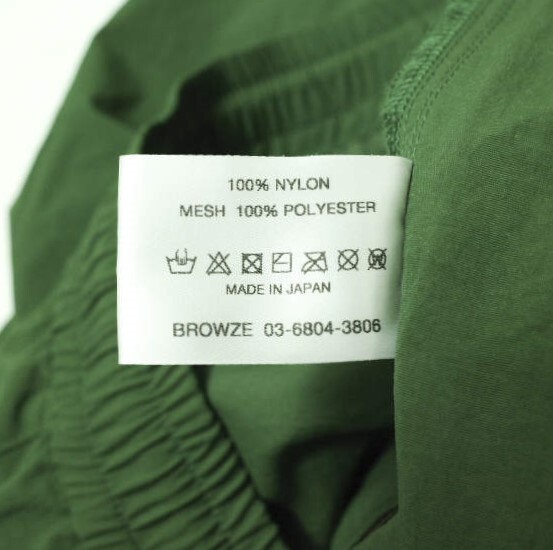 100% NYLON
MESH 100% POLYESTER
MADE IN JAPAN
BROWZE 03-6804-3806